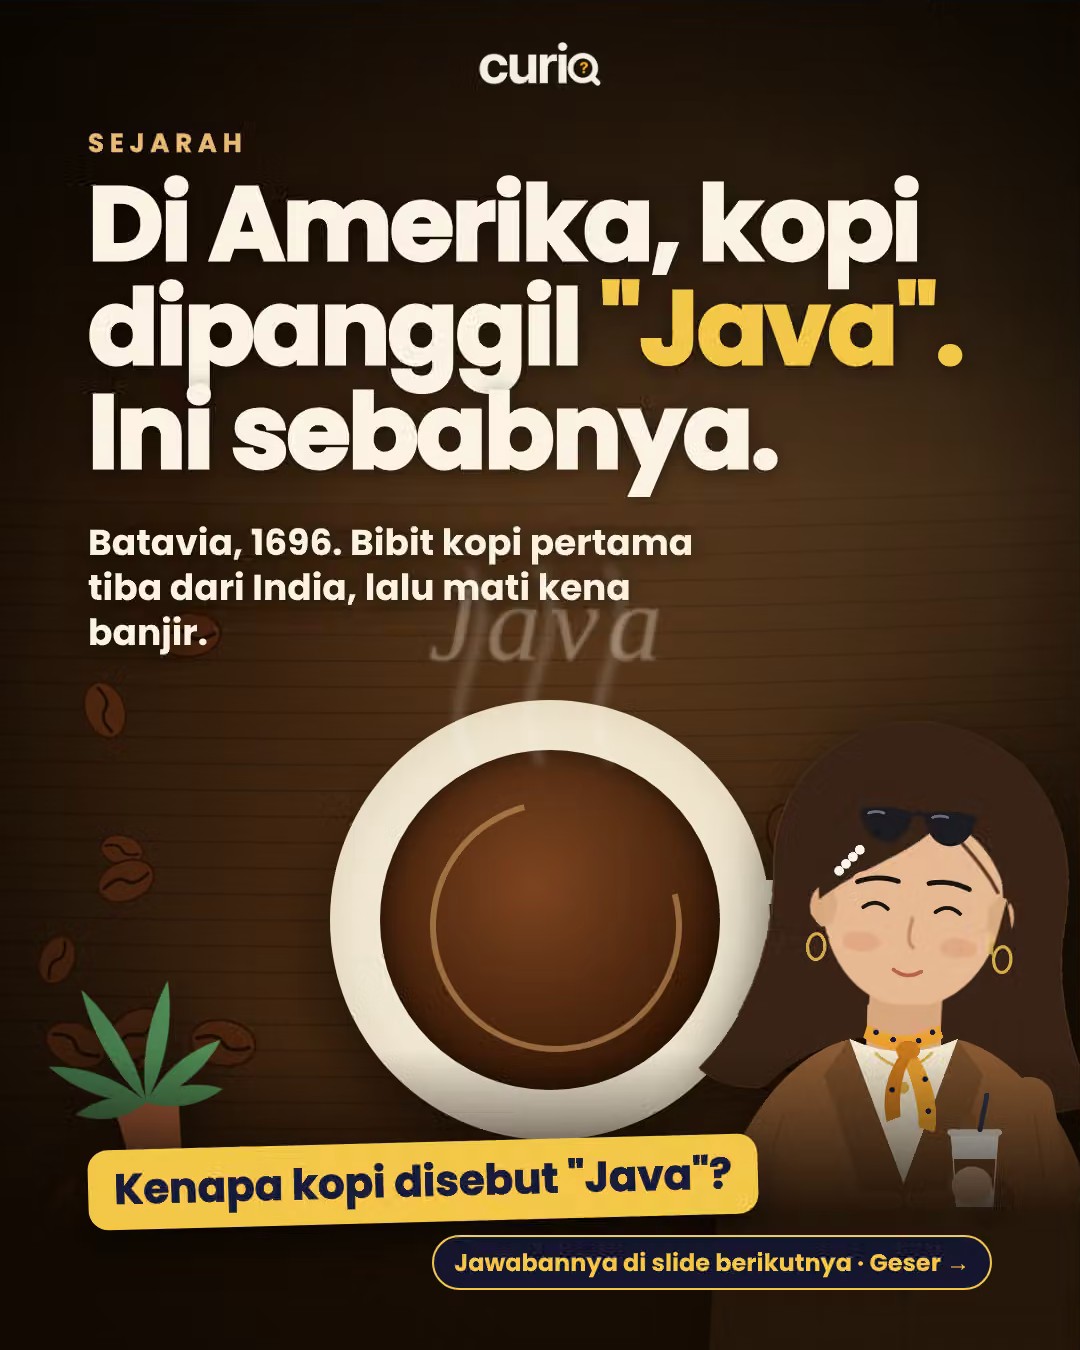 curiq
SEJARAH
Di Amerika, kopi
dipanggil "Java".
Ini sebabnya.
Batavia, 1696. Bibit kopi pertama
tiba dari India, lalu mati kena
banjir.
Java
Kenapa kopi disebut "Java"?
Jawabannya di slide berikutnya · Geser →